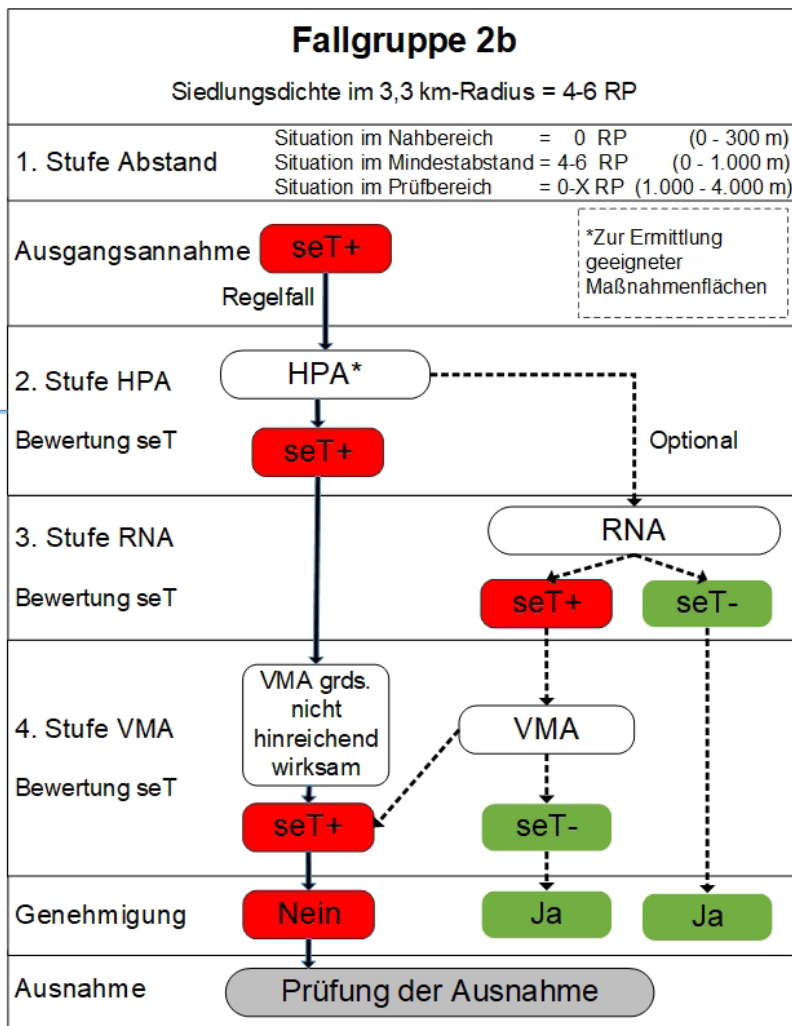 Fallgruppe 2b
Siedlungsdichte im 3,3 km-Radius = 4-6 RP
1. Stufe Abstand
Situation im Nahbereich = 0 RP (0 - 300 m)
Situation im Mindestabstand = 4-6 RP (0 - 1.000 m)
Situation im Prüfbereich = 0-X RP (1.000 - 4.000 m)
Ausgangsannahme
seT+
Regelfall
*Zur Ermittlung
geeigneter
Maßnahmenflächen
2. Stufe HPA
HPA*
Bewertung seT
seT+
Optional
3. Stufe RNA
RNA
Bewertung seT
seT+
seT-
4. Stufe VMA
VMA grds.
nicht
hinreichend
wirksam
VMA
Bewertung seT
seT+
seT-
Genehmigung
Nein
Ja
Ja
Ausnahme
Prüfung der Ausnahme